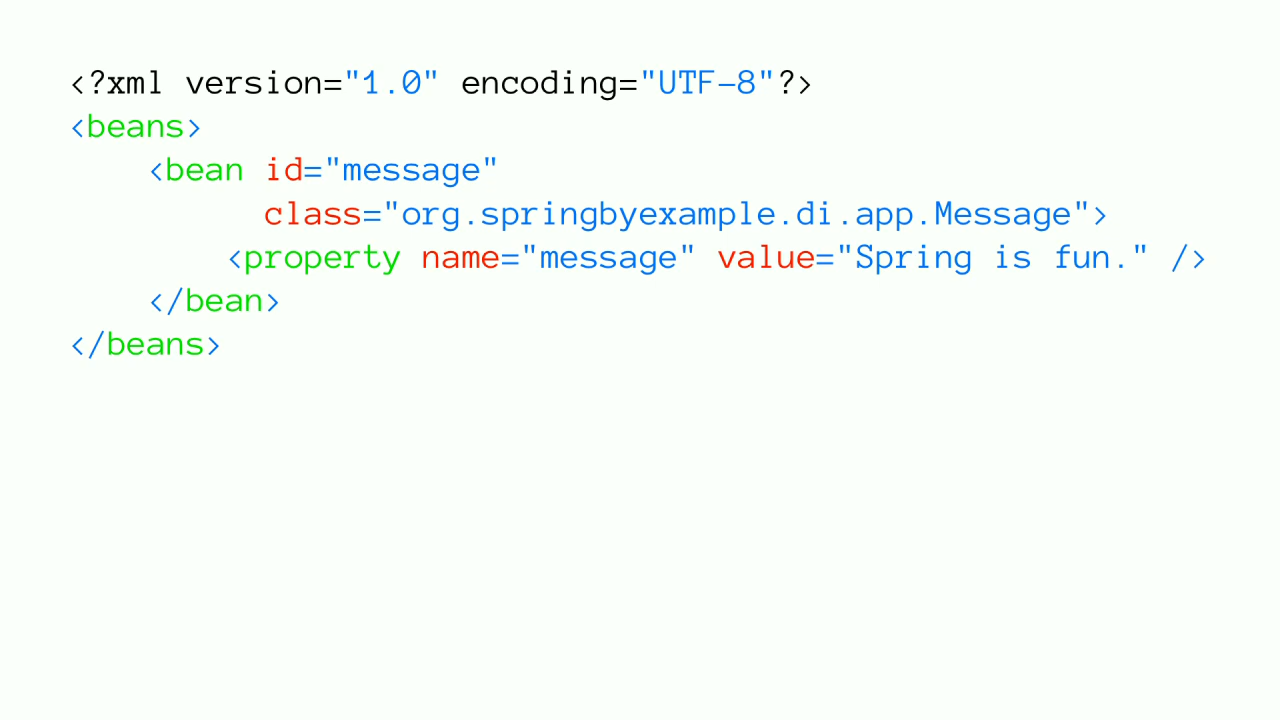 <?xml version="1.0" encoding="UTF-8"?>
<beans>
    <bean id="message"
          class="org.springbyexample.di.app.Message">
        <property name="message" value="Spring is fun." />
    </bean>
</beans>